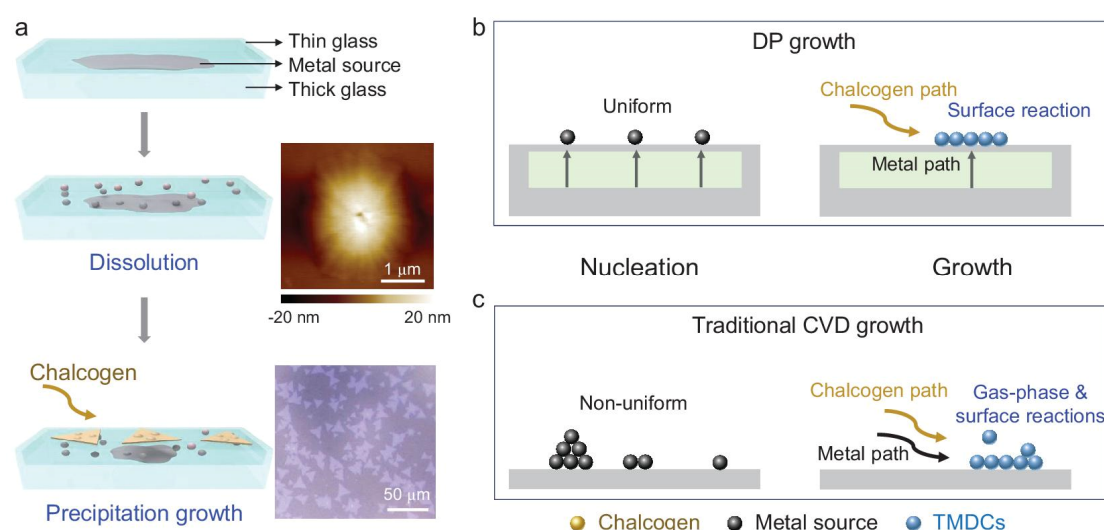 a
Thin glass
Metal source
Thick glass
Dissolution
1 μm
-20 nm
20 nm
Chalcogen
50 μm
Precipitation growth
b
DP growth
Uniform
Chalcogen path
Surface reaction
Metal path
Nucleation
Growth
c
Traditional CVD growth
Non-uniform
Chalcogen path
Gas-phase &
surface reactions
Metal path
Chalcogen
Metal source
TMDCs